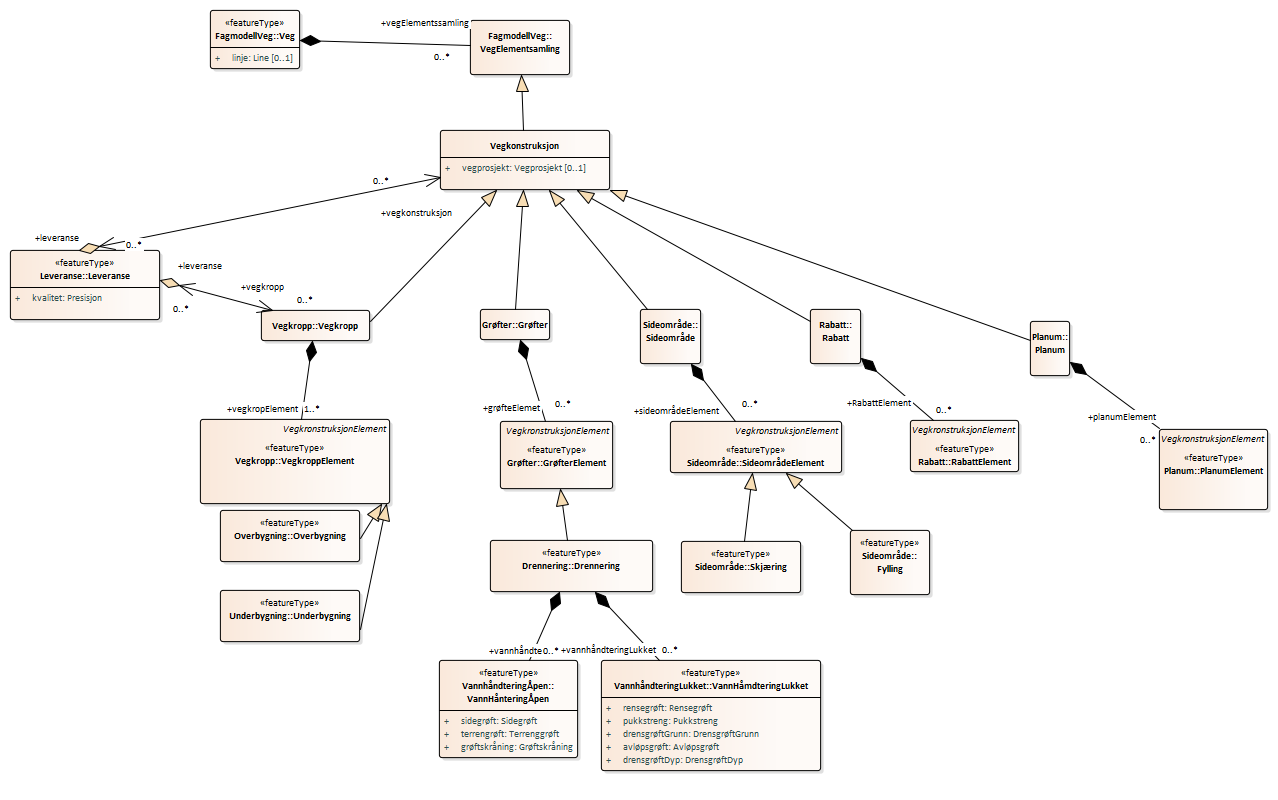 «featureType»
FagmodellVeg::Veg
+ linje: Line [0..1]
+vegElementssamling
0..*
FagmodellVeg::
VegElementsamling
Vegkonstruksjon
+ vegprosjekt: Vegprosjekt [0..1]
0..*
+vegkonstruksjon
+leveranse
0..*
«featureType»
Leveranse::Leveranse
+ kvalitet: Presisjon
+leveranse
0..*
+vegkropp
0..*
Vegkropp::Vegkropp
Grøfter::Grøfter
Sideområde::
Sideområde
Rabatt::
Rabatt
Planum::
Planum
+vegkropElement 1..*
+grøfteElemet
0..*
+sideområdeElement
0..*
+RabattElement
0..*
+planumElement
0..*
VegkronstruksjonElement
«featureType»
Vegkropp::VegkroppElement
VegkronstruksjonElement
«featureType»
Grøfter::GrøfterElement
VegkronstruksjonElement
«featureType»
Sideområde::SideområdeElement
VegkronstruksjonElement
«featureType»
Rabatt::RabattElement
VegkronstruksjonElement
«featureType»
Planum::PlanumElement
«featureType»
Overbygning::Overbygning
«featureType»
Underbygning::Underbygning
«featureType»
Drennering::Drennering
«featureType»
Sideområde::Skjæring
«featureType»
Sideområde::
Fylling
+vannhåndte 0..*
+vannhåndteringLukket 0..*
«featureType»
VannhåndteringÅpen::
VannHånteringÅpen
+ sidegrøft: Sidegrøft
+ terrengrøft: Terrenggrøft
+ grøftskråning: Grøftskråning
«featureType»
VannhåndteringLukket::VannHåmdteringLukket
+ rensegrøft: Rensegrøft
+ pukkstreng: Pukkstreng
+ drensgrøftGrunn: DrensgrøftGrunn
+ avløpsgrøft: Avløpsgrøft
+ drensgrøftDyp: DrensgrøftDyp